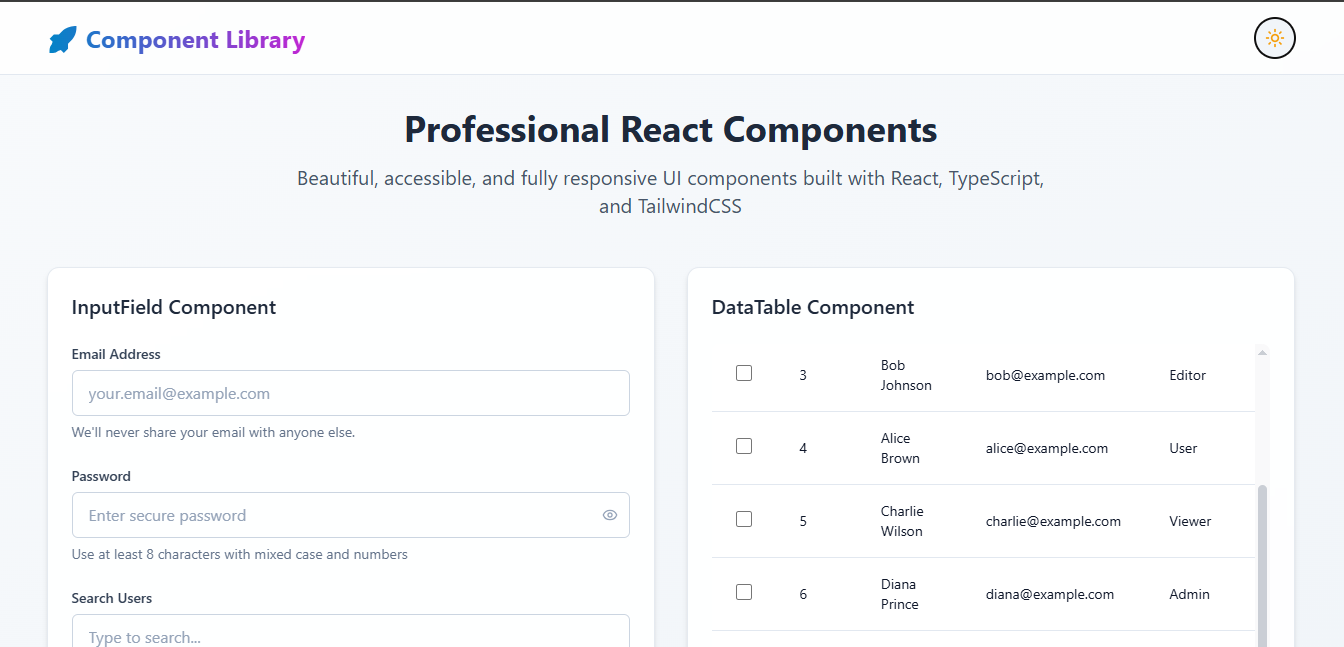 Component Library
Professional React Components
Beautiful, accessible, and fully responsive UI components built with React, TypeScript,
and TailwindCSS
InputField Component
Email Address
your.email@example.com
We'll never share your email with anyone else.
Password
Enter secure password
Use at least 8 characters with mixed case and numbers
Search Users
Type to search...
DataTable Component
3 Bob Johnson bob@example.com Editor
4 Alice Brown alice@example.com User
5 Charlie Wilson charlie@example.com Viewer
6 Diana Prince diana@example.com Admin